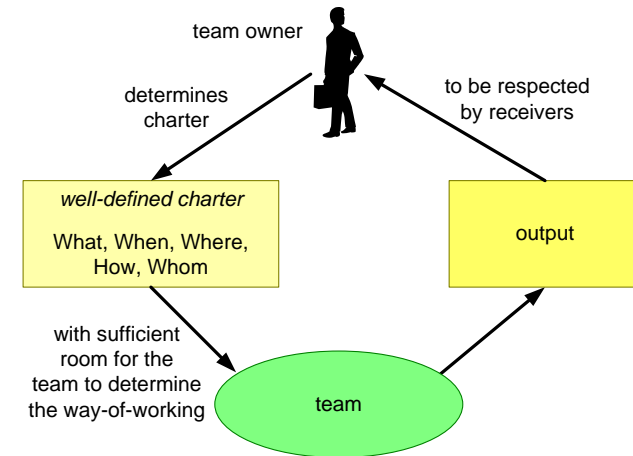 team owner
determines
charter
to be respected
by receivers
well-defined charter
What, When, Where,
How, Whom
output
with sufficient
room for the
team to determine
the way-of-working
team